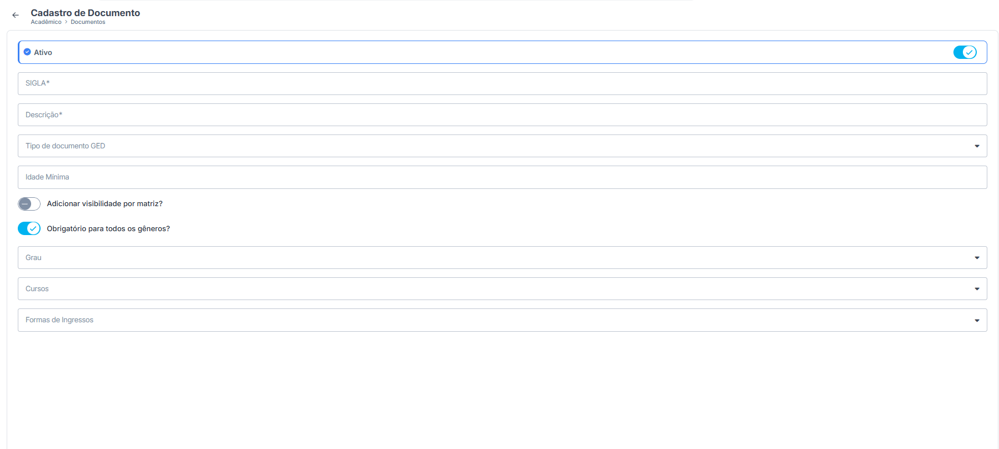 Cadastro de Documento
Acadêmico > Documentos
Ativo
SIGLA*
Descrição*
Tipo de documento GED
Idade Mínima
Adicionar visibilidade por matriz?
Obrigatório para todos os gêneros?
Grau
Cursos
Formas de Ingressos